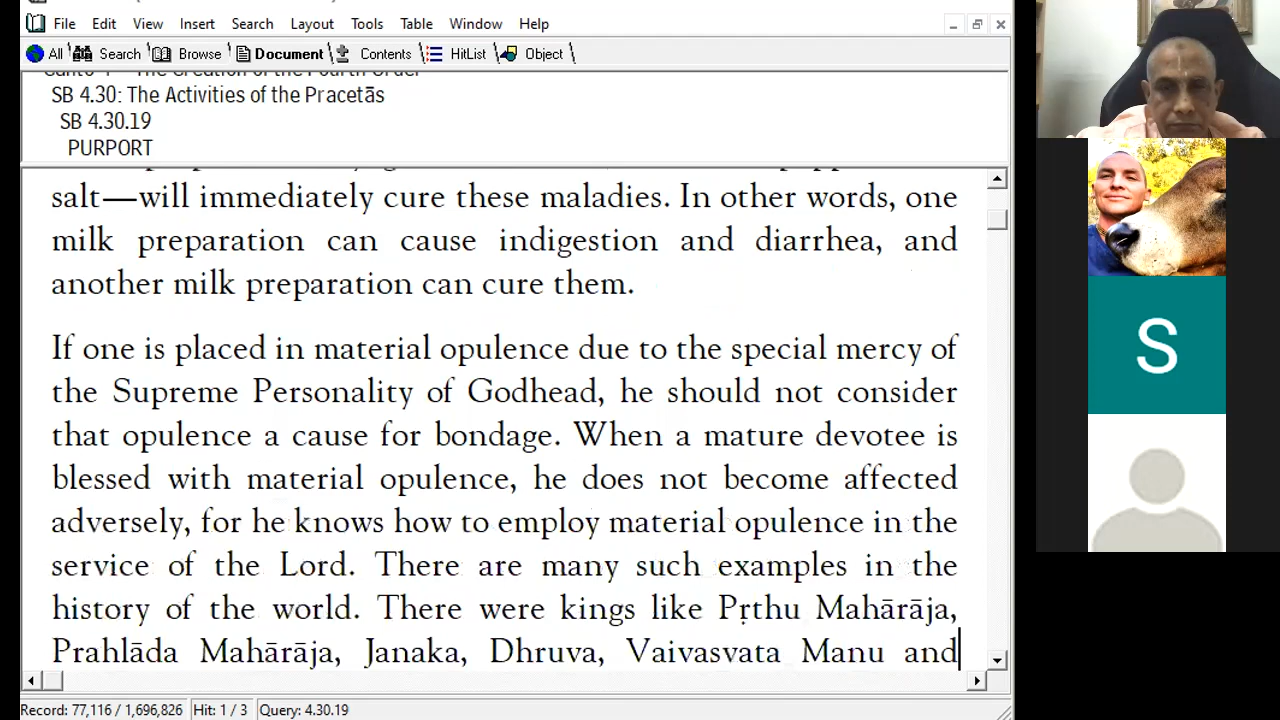 File Edit View Insert Search Layout Tools Table Window Help
All Search Browse Document Contents HitList Object
SB 4.30: The Activities of the Pracetās
SB 4.30.19
PURPORT
salt—will immediately cure these maladies. In other words, one
milk preparation can cause indigestion and diarrhea, and
another milk preparation can cure them.
If one is placed in material opulence due to the special mercy of
the Supreme Personality of Godhead, he should not consider
that opulence a cause for bondage. When a mature devotee is
blessed with material opulence, he does not become affected
adversely, for he knows how to employ material opulence in the
service of the Lord. There are many such examples in the
history of the world. There were kings like Pṛthu Mahārāja,
Prahlāda Mahārāja, Janaka, Dhruva, Vaivasvata Manu and
Record: 77,116 / 1,696,826 Hit: 1 / 3 Query: 4.30.19
S